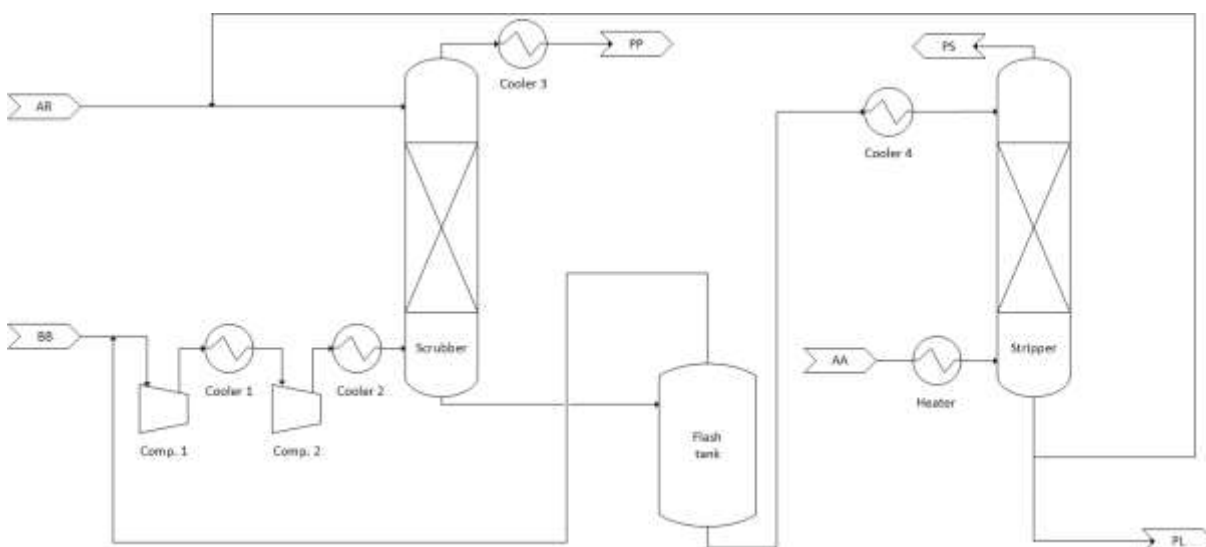 PP
PS
Cooler 3
AR
Cooler 4
BB
Scrubber
Stripper
AA
Cooler 1
Cooler 2
Heater
Flash
tank
Comp. 1
Comp. 2
PL